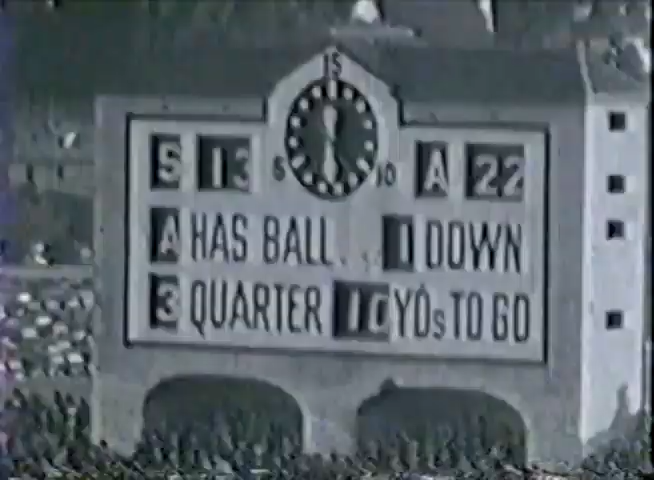 15
5 10
S 13 A 22
A HAS BALL... 1 DOWN
3 QUARTER 10 YDS TO GO